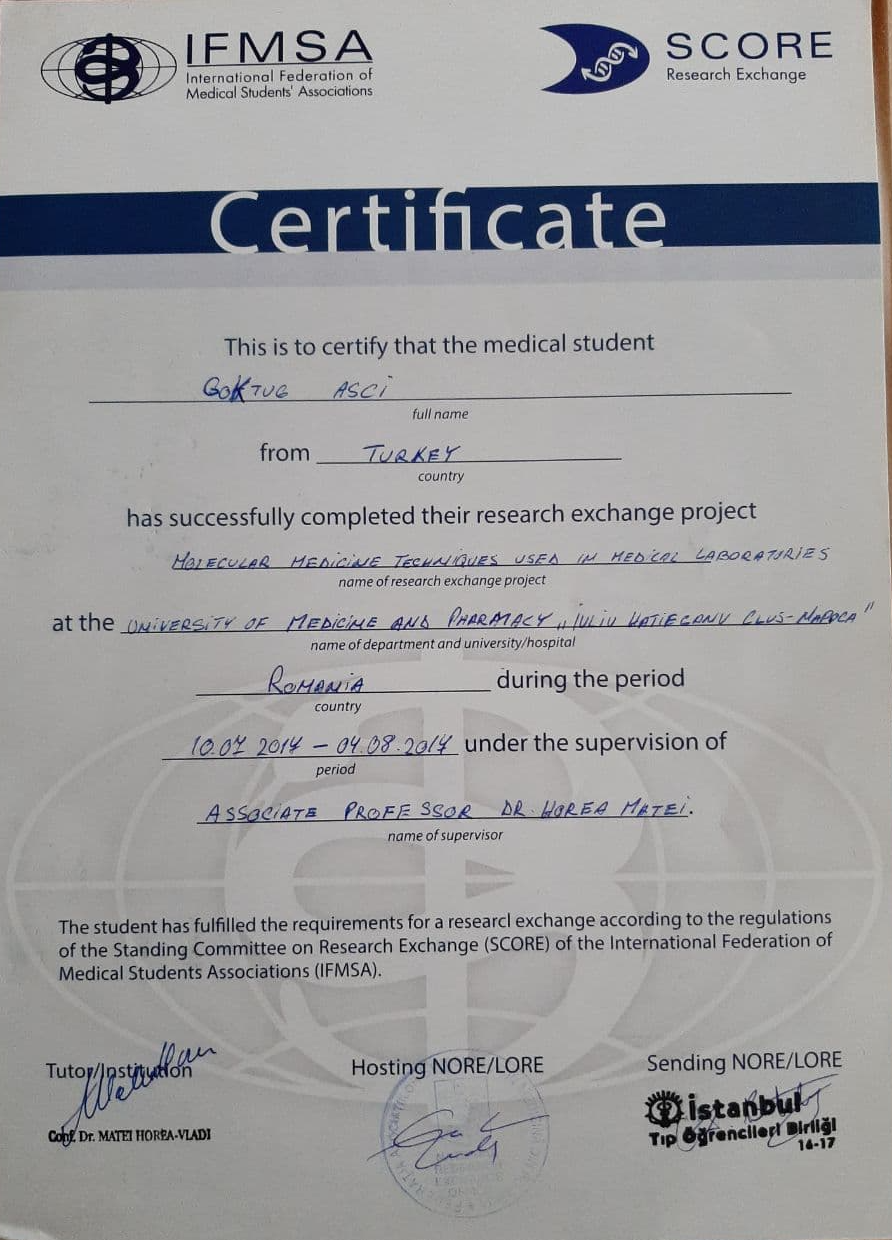 IFMSA
International Federation of
Medical Students' Associations
SCORE
Research Exchange
Certificate
This is to certify that the medical student
GOKTUG ASCI
full name
from TURKEY
country
has successfully completed their research exchange project
MOLECULAR MEDICINE TECHNIQUES USED IN MEDICAL LABORATORIES
name of research exchange project
at the UNIVERSITY OF MEDICINE AND PHARMACY „IULIU HATIEGANU CLUJ-NAPOCA"
name of department and university/hospital
ROMANIA during the period
country
10.07 2017 - 04.08.2017 under the supervision of
period
ASSOCIATE PROFESSOR DR. HOREA MATEI.
name of supervisor
The student has fulfilled the requirements for a researcl exchange according to the regulations
of the Standing Committee on Research Exchange (SCORE) of the International Federation of
Medical Students Associations (IFMSA).
Tutor/Institution
Hosting NORE/LORE
Sending NORE/LORE
Conf. Dr. MATEI HOREA-VLADI
İstanbul
Tıp Öğrencileri Birliği
16-17